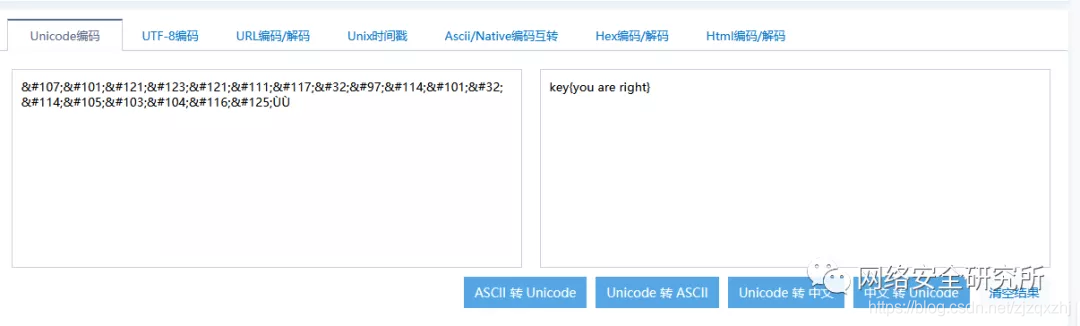 Unicode编码 UTF-8编码 URL编码/解码 Unix时间戳 Ascii/Native编码互转 Hex编码/解码 Html编码/解码
&#107;&#101;&#121;&#123;&#121;&#111;&#117;&#32;&#97;&#114;&#101;&#32;
&#114;&#105;&#103;&#104;&#116;&#125;ÙÙ
key{you are right}
ASCII 转 Unicode Unicode 转 ASCII Unicode 转 中文 中文 转 Unicode 清空结果
网络安全研究所
https://blog.csdn.net/zjzqxzhj